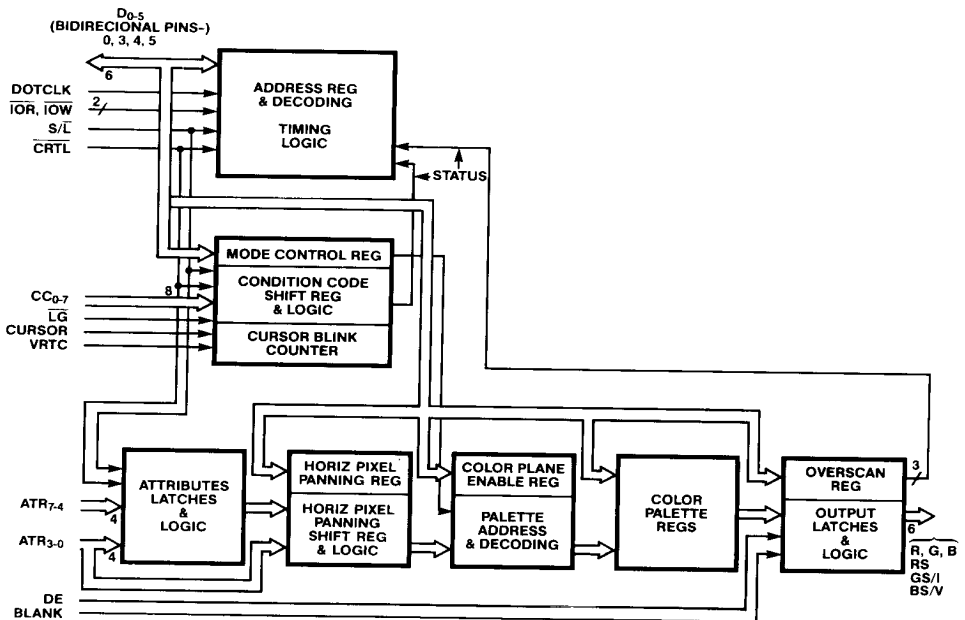 D0-5
(BIDIRECIONAL PINS-)
0, 3, 4, 5
6
DOTCLK
IOR, IOW
2
S/L
CRTL
ADDRESS REG
& DECODING
TIMING
LOGIC
STATUS
MODE CONTROL REG
CONDITION CODE
SHIFT REG
& LOGIC
CURSOR BLINK
COUNTER
8
CC0-7
LG
CURSOR
VRTC
ATTRIBUTES
LATCHES
&
LOGIC
HORIZ PIXEL
PANNING REG
HORIZ PIXEL
PANNING
SHIFT REG
& LOGIC
COLOR PLANE
ENABLE REG
PALETTE
ADDRESS
& DECODING
COLOR
PALETTE
REGS
OVERSCAN
REG
OUTPUT
LATCHES
&
LOGIC
3
6
ATR7-4
4
ATR3-0
4
DE
BLANK
R, G, B
RS
GS/I
BS/V